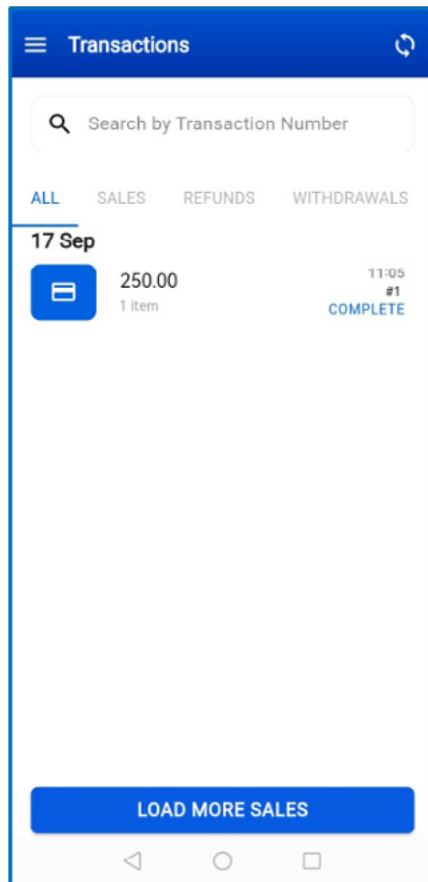 Transactions
Search by Transaction Number
ALL SALES REFUNDS WITHDRAWALS
17 Sep
250.00 11:05
1 item #1
COMPLETE
LOAD MORE SALES